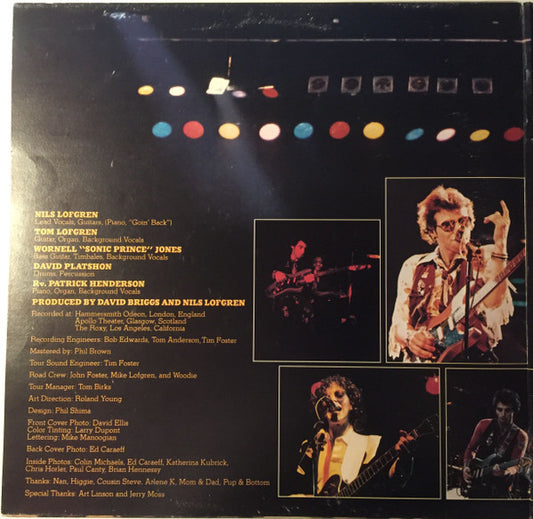 NILS LOFGREN
Lead Vocals, Guitars, (Piano, "Goin' Back")
TOM LOFGREN
Guitar, Organ, Background Vocals
WORNELL "SONIC PRINCE" JONES
Bass Guitar, Timbales, Background Vocals
DAVID PLATSHON
Drums, Percussion
Rv. PATRICK HENDERSON
Piano, Organ, Background Vocals
PRODUCED BY DAVID BRIGGS AND NILS LOFGREN
Recorded at: Hammersmith Odeon, London, England
Apollo Theater, Glasgow, Scotland
The Roxy, Los Angeles, California
Recording Engineers: Bob Edwards, Tom Anderson, Tim Foster
Mastered by: Phil Brown
Tour Sound Engineer: Tim Foster
Road Crew: John Foster, Mike Lofgren, and Woodie
Tour Manager: Tom Birks
Art Direction: Roland Young
Design: Phil Shima
Front Cover Photo: David Ellis
Color Tinting: Larry Dupont
Lettering: Mike Manoogian
Back Cover Photo: Ed Caraeff
Inside Photos: Colin Michaels, Ed Caraeff, Katherina Kubrick,
Chris Horler, Paul Canty, Brian Hennessy
Thanks: Nan, Higgie, Cousin Steve, Arlene K, Mom & Dad, Pup & Bottom
Special Thanks: Art Linson and Jerry Moss